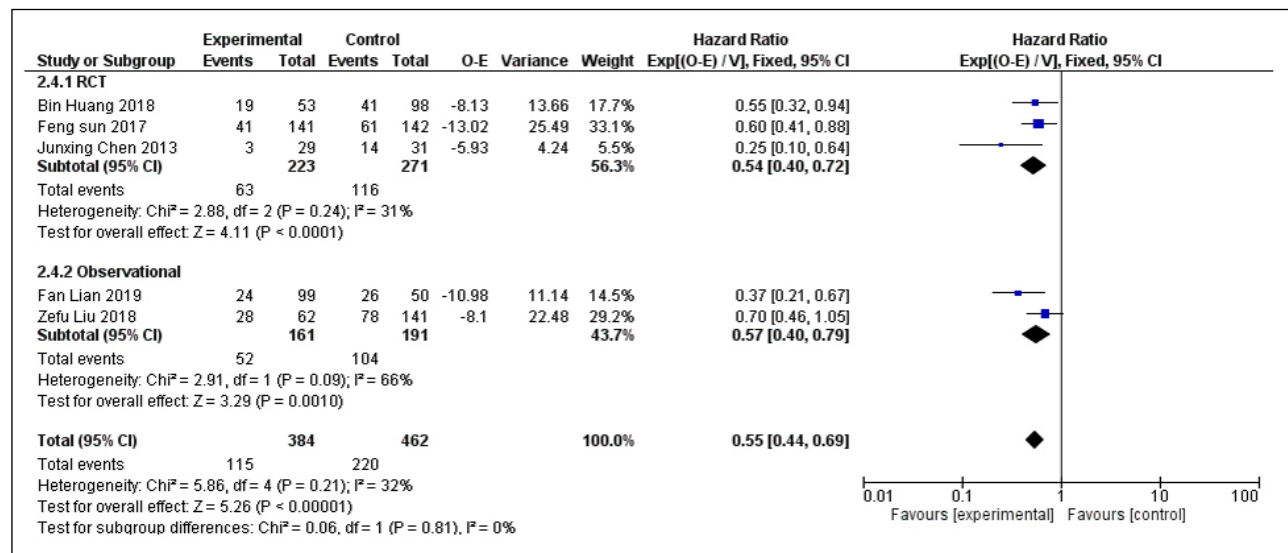 Experimental Control Hazard Ratio Hazard Ratio
Study or Subgroup Events Total Events Total O-E Variance Weight Exp[(O-E) / V], Fixed, 95% CI Exp[(O-E) / V], Fixed, 95% CI
2.4.1 RCT
Bin Huang 2018 19 53 41 98 -8.13 13.66 17.7% 0.55 [0.32, 0.94]
Feng sun 2017 41 141 61 142 -13.02 25.49 33.1% 0.60 [0.41, 0.88]
Junxing Chen 2013 3 29 14 31 -5.93 4.24 5.5% 0.25 [0.10, 0.64]
Subtotal (95% CI) 223 271 56.3% 0.54 [0.40, 0.72]
Total events 63 116
Heterogeneity: Chi² = 2.88, df = 2 (P = 0.24); I² = 31%
Test for overall effect: Z = 4.11 (P < 0.0001)
2.4.2 Observational
Fan Lian 2019 24 99 26 50 -10.98 11.14 14.5% 0.37 [0.21, 0.67]
Zefu Liu 2018 28 62 78 141 -8.1 22.48 29.2% 0.70 [0.46, 1.05]
Subtotal (95% CI) 161 191 43.7% 0.57 [0.40, 0.79]
Total events 52 104
Heterogeneity: Chi² = 2.91, df = 1 (P = 0.09); I² = 66%
Test for overall effect: Z = 3.29 (P = 0.0010)
Total (95% CI) 384 462 100.0% 0.55 [0.44, 0.69]
Total events 115 220
Heterogeneity: Chi² = 5.86, df = 4 (P = 0.21); I² = 32%
Test for overall effect: Z = 5.26 (P < 0.00001)
Test for subgroup differences: Chi² = 0.06, df = 1 (P = 0.81), I² = 0%
0.01 0.1 1 10 100
Favours [experimental] Favours [control]